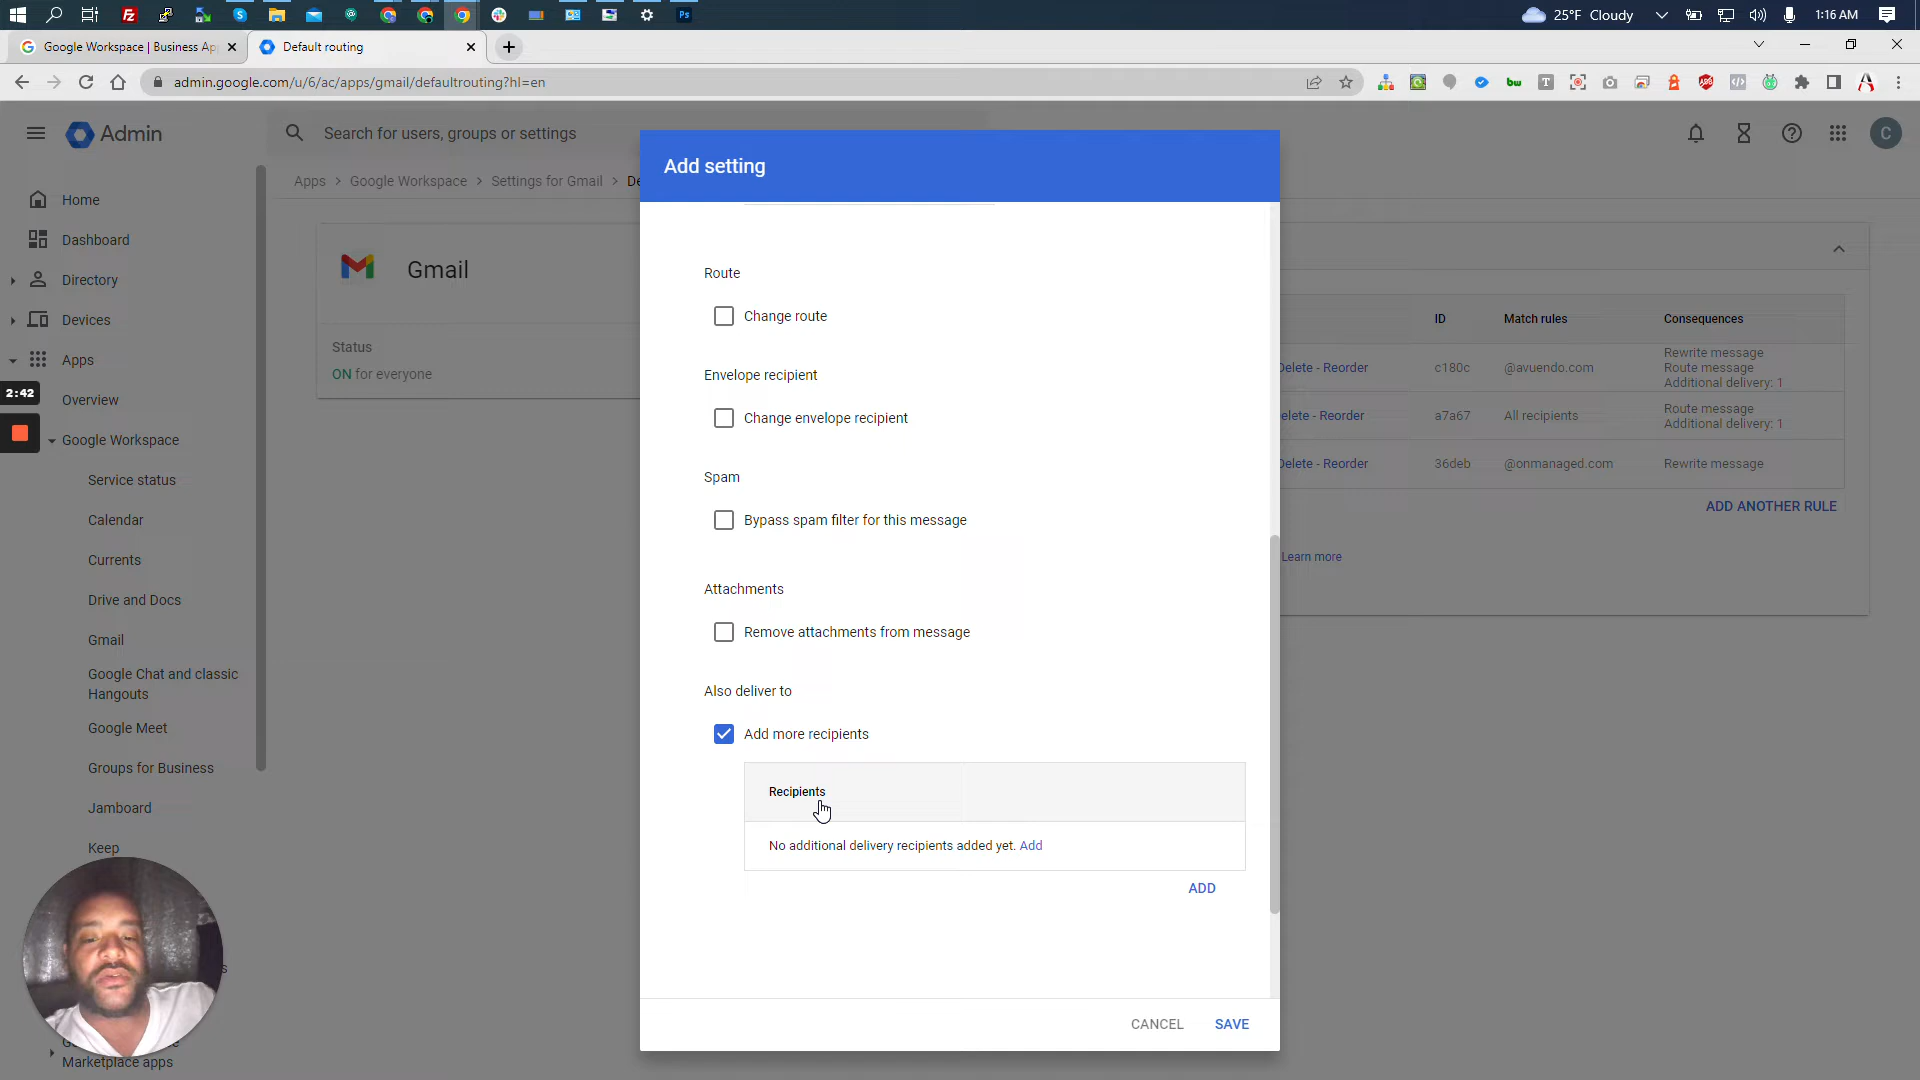 25°F Cloudy
1:16 AM
Google Workspace | Business App
Default routing
admin.google.com/u/6/ac/apps/gmail/defaultrouting?hl=en
Admin
Search for users, groups or settings
C
Home
Dashboard
Directory
Devices
Apps
2:42
Overview
Google Workspace
Service status
Calendar
Currents
Drive and Docs
Gmail
Google Chat and classic
Hangouts
Google Meet
Groups for Business
Jamboard
Keep
Marketplace apps
Apps > Google Workspace > Settings for Gmail > De
Gmail
Status
ON for everyone
Add setting
Route
Change route
Envelope recipient
Change envelope recipient
Spam
Bypass spam filter for this message
Attachments
Remove attachments from message
Also deliver to
Add more recipients
Recipients
No additional delivery recipients added yet. Add
ADD
CANCEL SAVE
ID Match rules Consequences
Delete - Reorder c180c @avuendo.com Rewrite message
Route message
Additional delivery: 1
elete - Reorder a7a67 All recipients Route message
Additional delivery: 1
Delete - Reorder 36deb @onmanaged.com Rewrite message
ADD ANOTHER RULE
Learn more